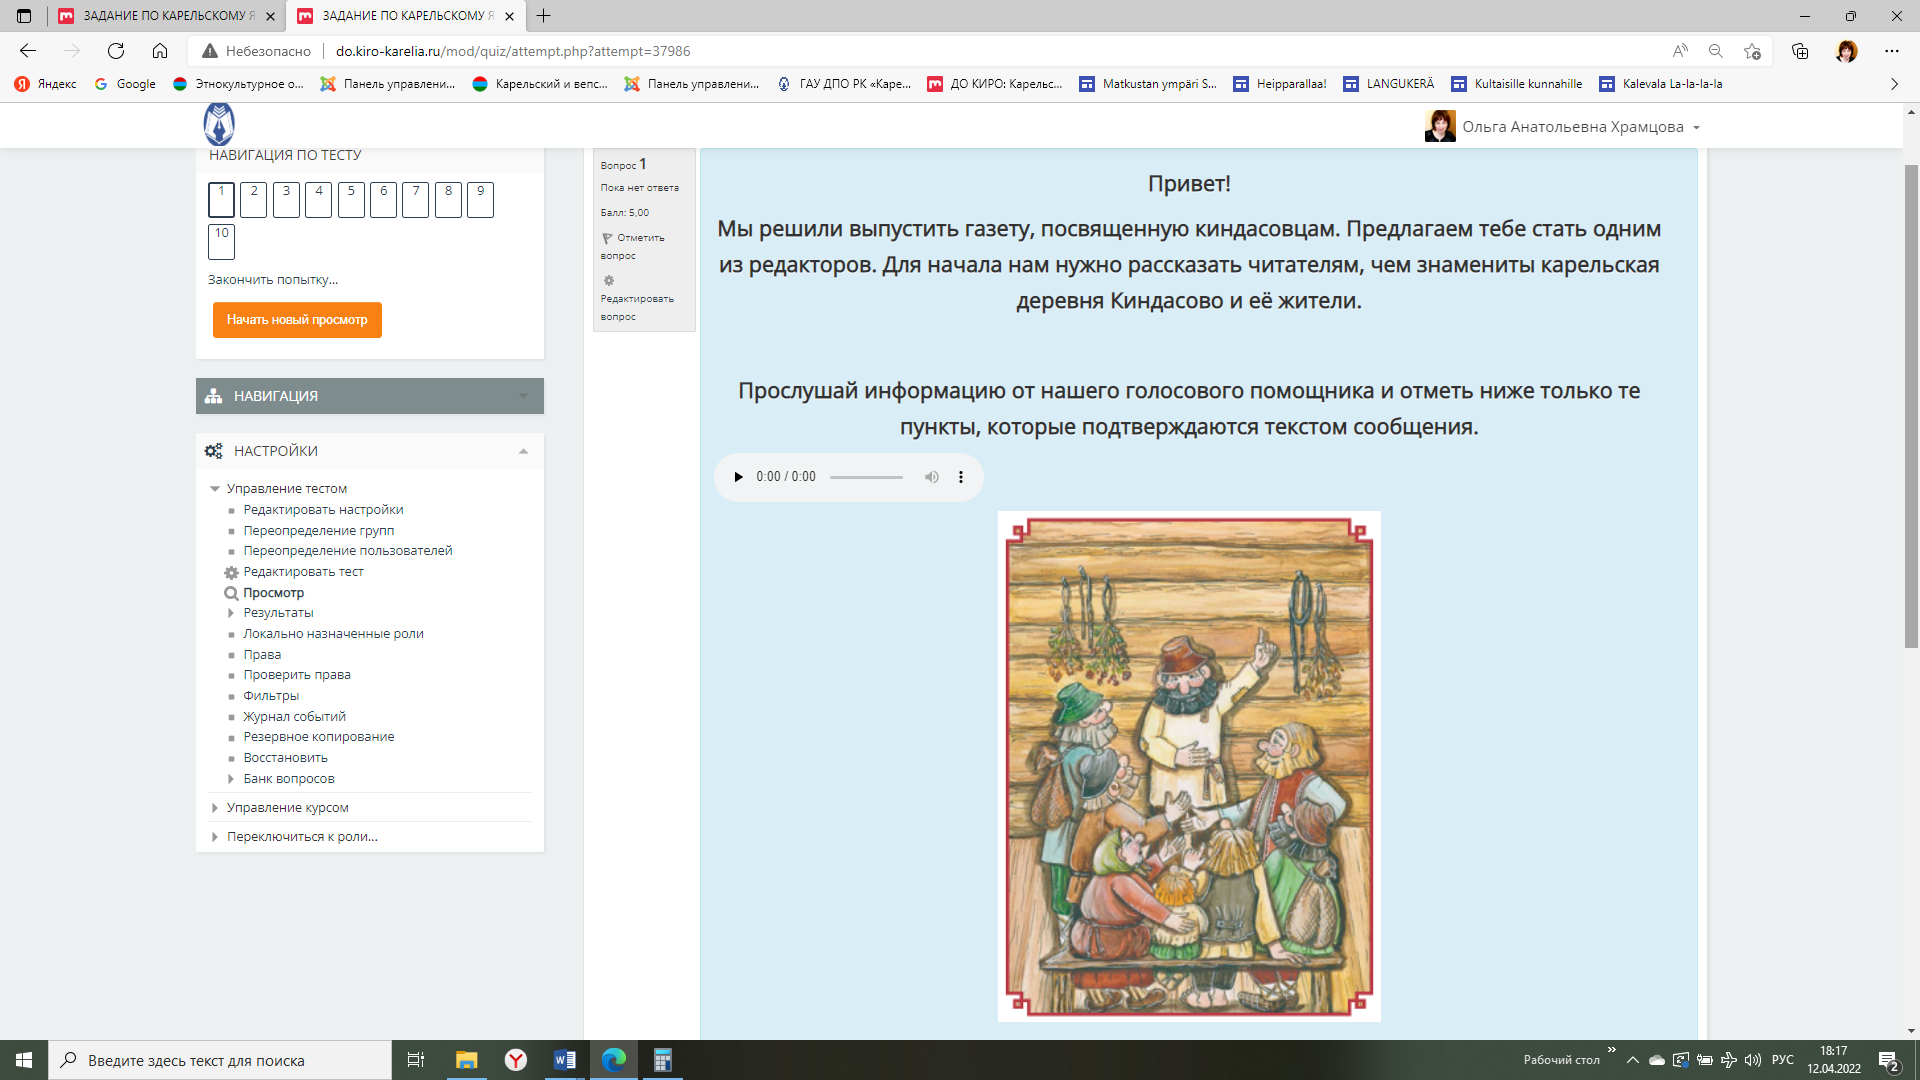 ЗАДАНИЕ ПО КАРЕЛЬСКОМУ Я
ЗАДАНИЕ ПО КАРЕЛЬСКОМУ Я
Небезопасно
do.kiro-karelia.ru/mod/quiz/attempt.php?attempt=37986
Яндекс
Google
Этнокультурное о...
Панель управлени...
Карельский и вепс...
Панель управлени...
ГАУ ДПО РК «Каре...
ДО КИРО: Карельс...
Matkustan ympäri S...
Heipparallaa!
LANGUKERÄ
Kultaisille kunnahille
Kalevala La-la-la-la
Ольга Анатольевна Храмцова
НАВИГАЦИЯ ПО ТЕСТУ
1 2 3 4 5 6 7 8 9
10
Закончить попытку...
Начать новый просмотр
НАВИГАЦИЯ
НАСТРОЙКИ
Управление тестом
Редактировать настройки
Переопределение групп
Переопределение пользователей
Редактировать тест
Просмотр
Результаты
Локально назначенные роли
Права
Проверить права
Фильтры
Журнал событий
Резервное копирование
Восстановить
Банк вопросов
Управление курсом
Переключиться к роли...
Вопрос 1
Пока нет ответа
Балл: 5,00
Отметить
вопрос
Редактировать
вопрос
Привет!
Мы решили выпустить газету, посвященную киндасовцам. Предлагаем тебе стать одним
из редакторов. Для начала нам нужно рассказать читателям, чем знамениты карельская
деревня Киндасово и её жители.
Прослушай информацию от нашего голосового помощника и отметь ниже только те
пункты, которые подтверждаются текстом сообщения.
0:00 / 0:00
Введите здесь текст для поиска
Рабочий стол
РУС
18:17
12.04.2022
2